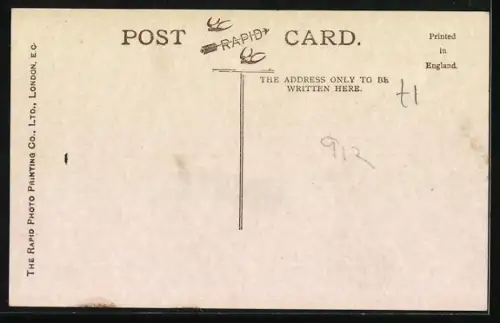 POST CARD.
RAPID
Printed
in
England.
THE ADDRESS ONLY TO BE
WRITTEN HERE.
912
THE RAPID PHOTO PRINTING CO., LTD., LONDON, E.C.